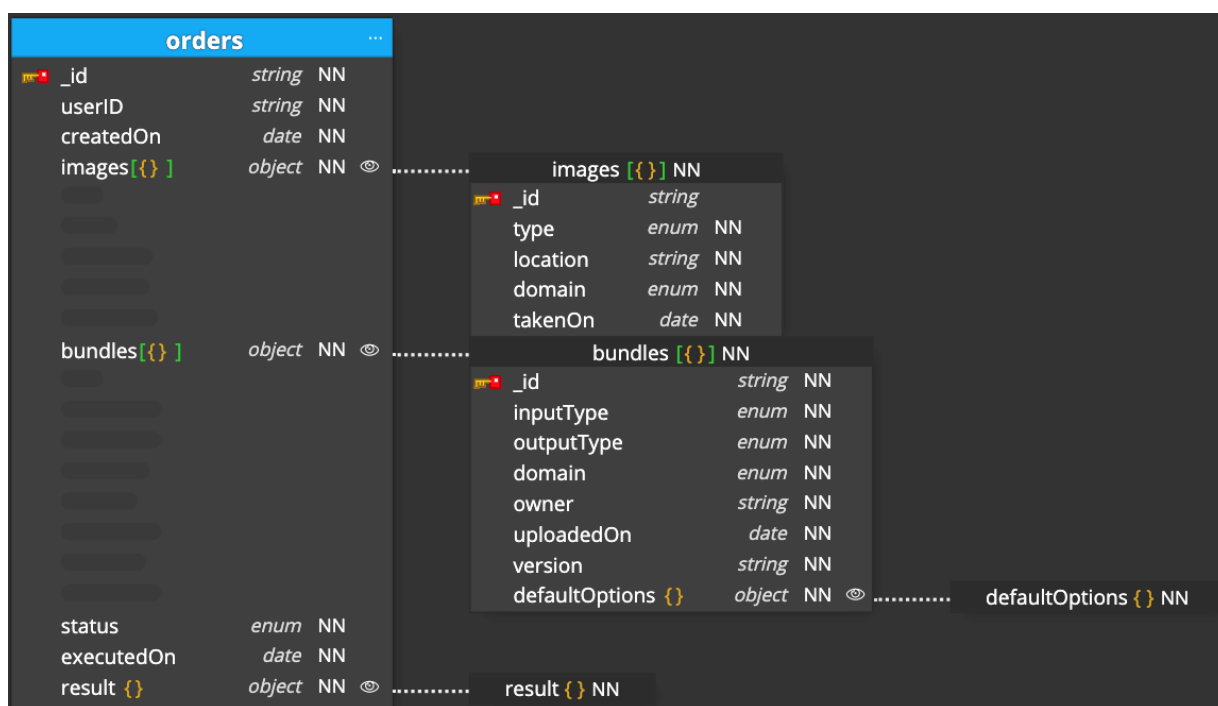 orders ...
_id string NN
userID string NN
createdOn date NN
images[{} ] object NN
images [{}] NN
_id string
type enum NN
location string NN
domain enum NN
takenOn date NN
bundles[{} ] object NN
bundles [{}] NN
_id string NN
inputType enum NN
outputType enum NN
domain enum NN
owner string NN
uploadedOn date NN
version string NN
defaultOptions {} object NN
defaultOptions {} NN
status enum NN
executedOn date NN
result {} object NN
result {} NN